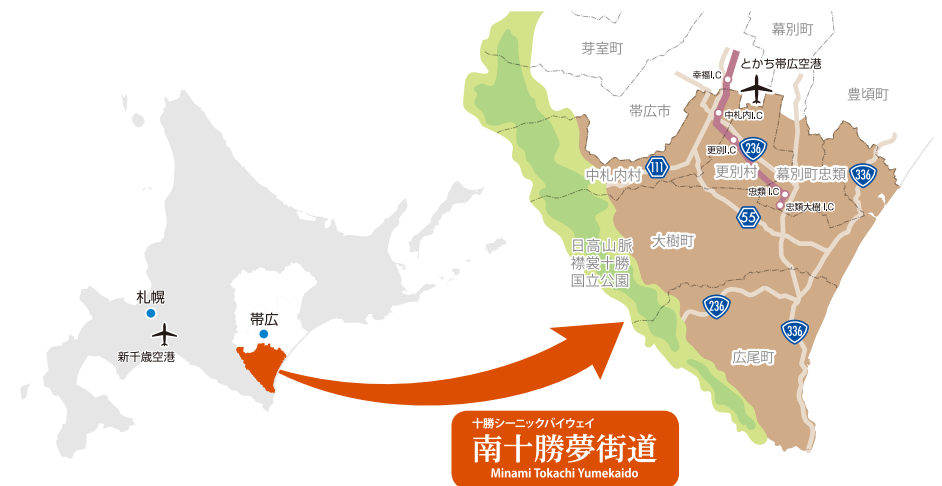 札幌
新千歳空港
帯広
十勝シーニックバイウェイ
南十勝夢街道
Minami Tokachi Yumekaido
芽室町
幕別町
とかち帯広空港
幸福I.C
帯広市
豊頃町
中札内I.C
更別I.C
236
111
中札内村
更別村
幕別町忠類
336
忠類I.C
忠類大樹I.C
55
大樹町
日高山脈
襟裳十勝
国立公園
236
336
広尾町